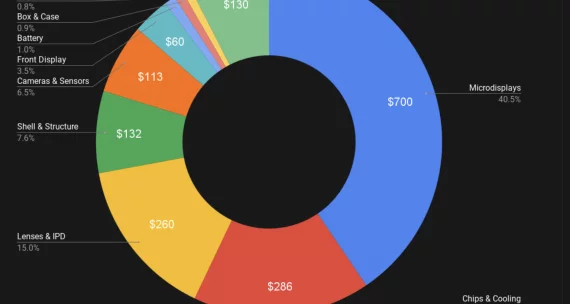 0.8%
$130
Box & Case
0.9%
Battery
1.0%
$60
Front Display
3.5%
Cameras & Sensors
6.5%
$113
Microdisplays
40.5%
$700
Shell & Structure
7.6%
$132
$260
Lenses & IPD
15.0%
$286
Chips & Cooling